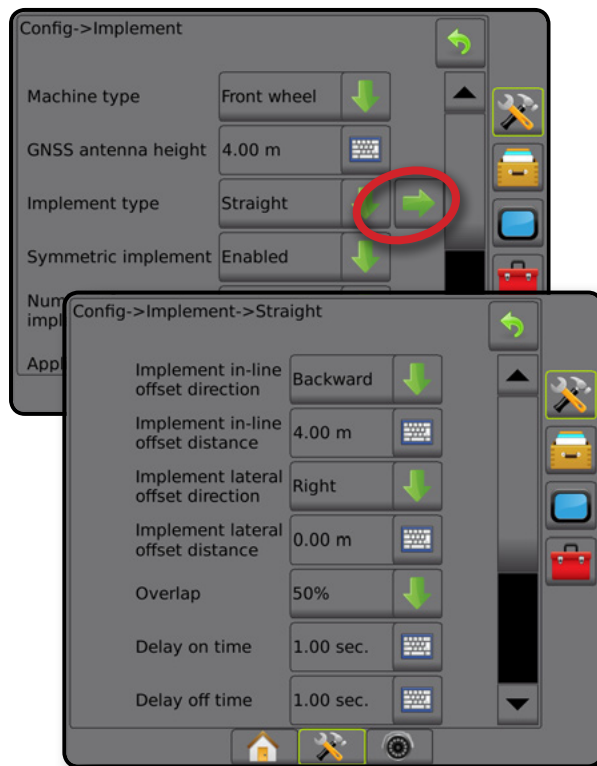 Config->Implement
Machine type Front wheel
GNSS antenna height 4.00 m
Implement type Straight
Symmetric implement Enabled
Config->Implement->Straight
Implement in-line
offset direction
Backward
Implement in-line
offset distance
4.00 m
Implement lateral
offset direction
Right
Implement lateral
offset distance
0.00 m
Overlap 50%
Delay on time 1.00 sec.
Delay off time 1.00 sec.